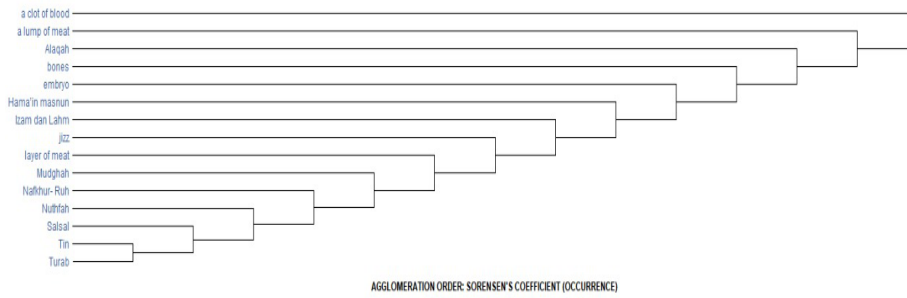 a clot of blood
a lump of meat
Alaqah
bones
embryo
Hama'in masnun
Izam dan Lahm
jizz
layer of meat
Mudghah
Nafkhur- Ruh
Nuthfah
Salsal
Tin
Turab
AGGLOMERATION ORDER: SORENSEN'S COEFFICIENT (OCCURRENCE)